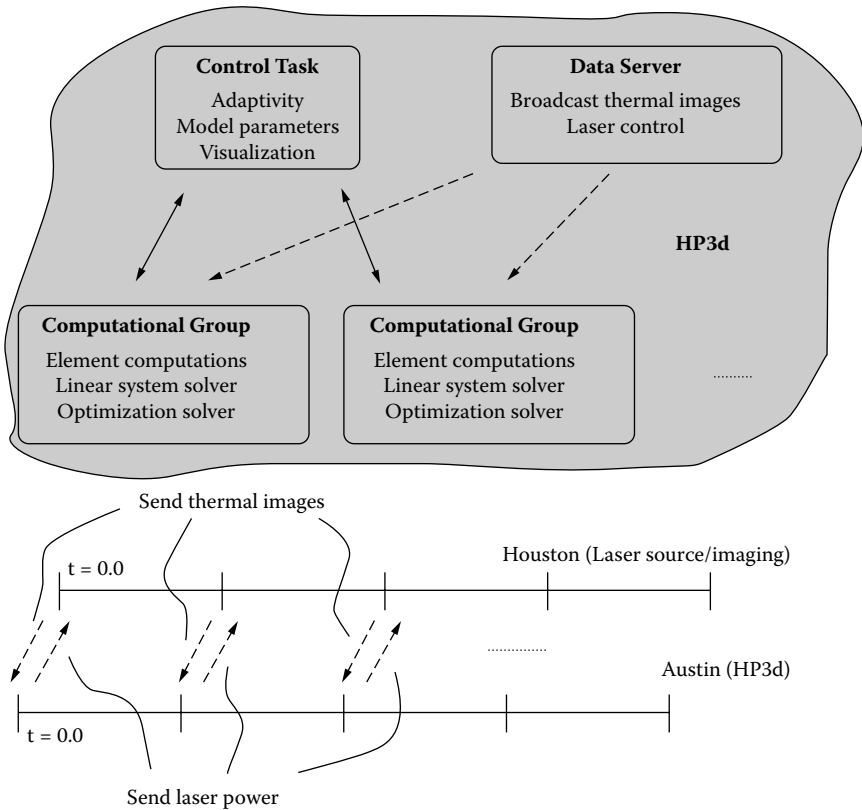 Control Task
Adaptivity
Model parameters
Visualization
Data Server
Broadcast thermal images
Laser control
HP3d
Computational Group
Element computations
Linear system solver
Optimization solver
Computational Group
Element computations
Linear system solver
Optimization solver
Send thermal images
Houston (Laser source/imaging)
t = 0.0
Austin (HP3d)
t = 0.0
Send laser power